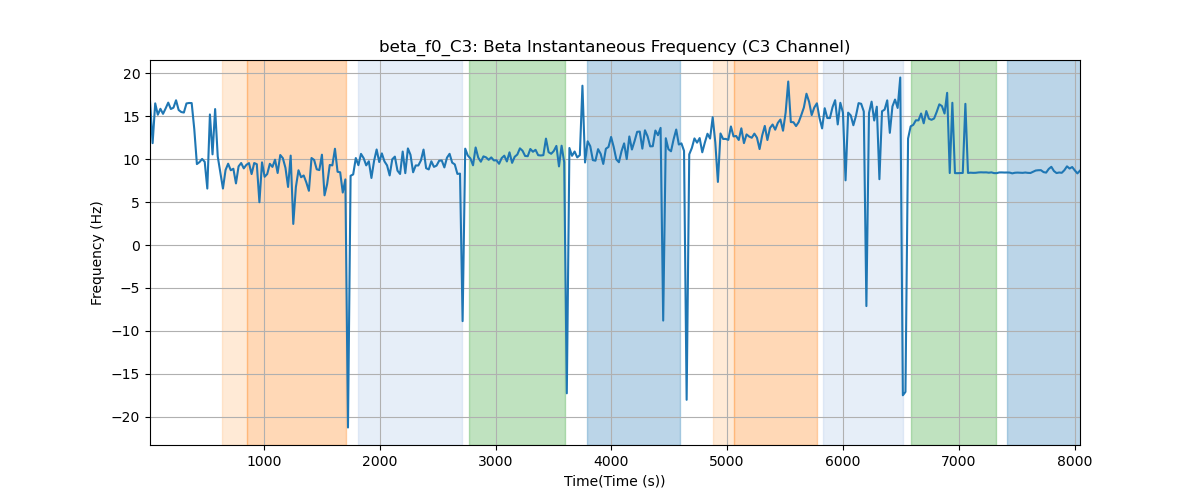 beta_f0_C3: Beta Instantaneous Frequency (C3 Channel)
Frequency (Hz)
20
15
10
5
0
−5
−10
−15
−20
1000 2000 3000 4000 5000 6000 7000 8000
Time(Time (s))